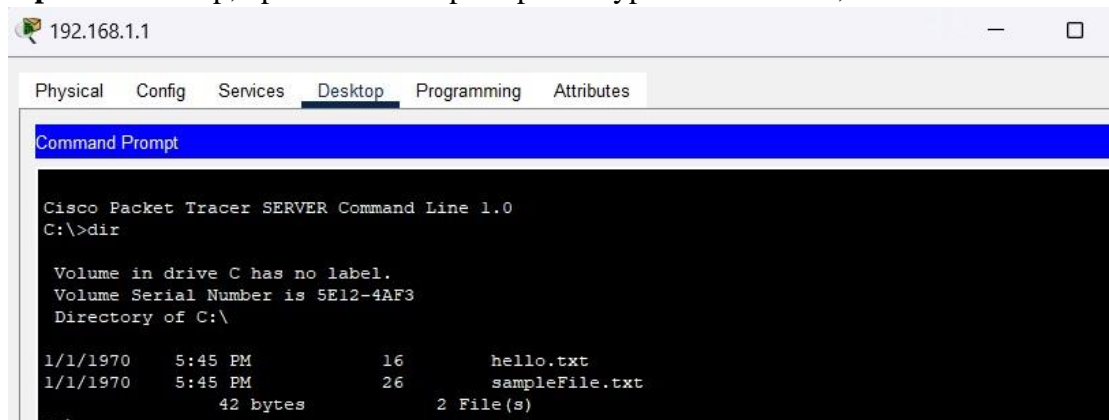 192.168.1.1
Physical Config Services Desktop Programming Attributes
Command Prompt
Cisco Packet Tracer SERVER Command Line 1.0
C:\>dir
Volume in drive C has no label.
Volume Serial Number is 5E12-4AF3
Directory of C:\
1/1/1970 5:45 PM 16 hello.txt
1/1/1970 5:45 PM 26 sampleFile.txt
42 bytes 2 File(s)